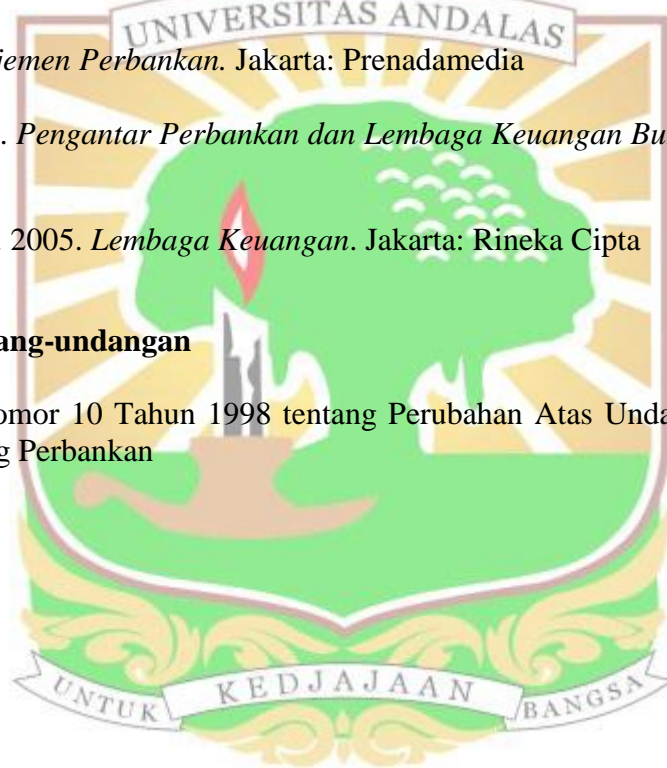 UNIVERSITAS ANDALAS
jemen Perbankan. Jakarta: Prenadamedia
. Pengantar Perbankan dan Lembaga Keuangan Bu
. 2005. Lembaga Keuangan. Jakarta: Rineka Cipta
ang-undangan
omor 10 Tahun 1998 tentang Perubahan Atas Unda
g Perbankan
UNTUK KEDJAJAAN BANGSA